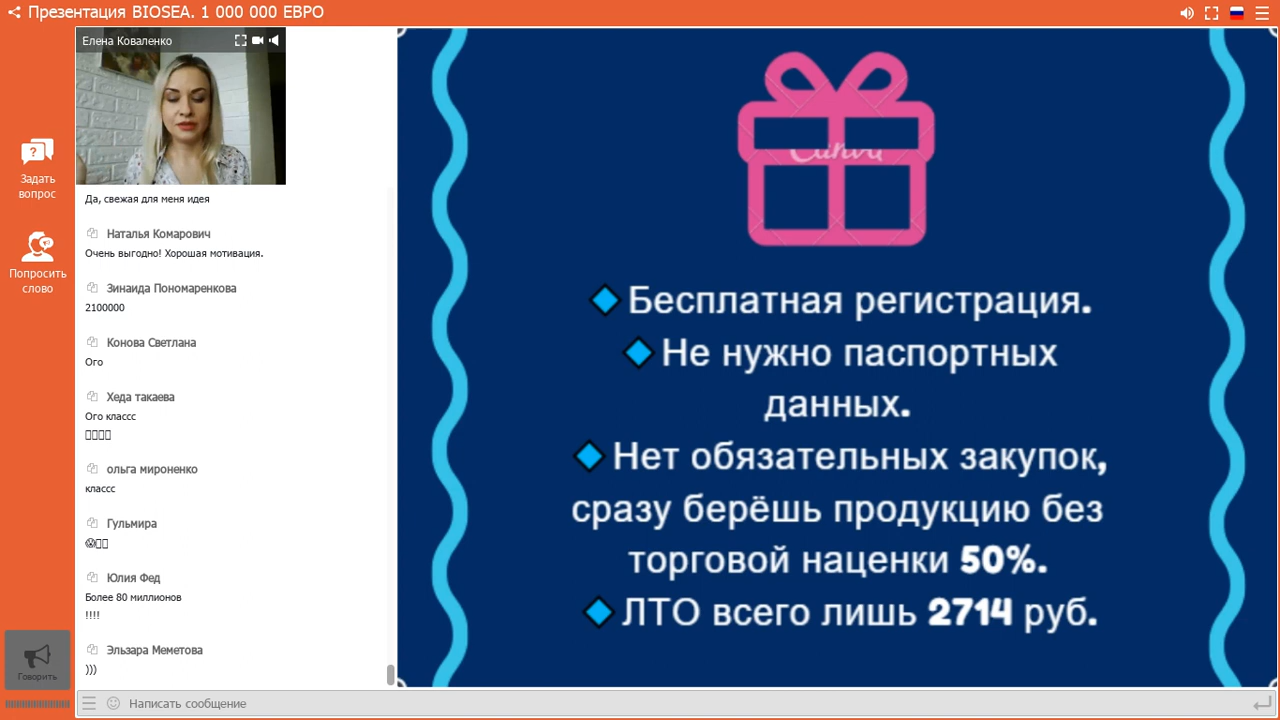 Презентация BIOSEA. 1 000 000 ЕВРО
Елена Коваленко
Задать
вопрос
Попросить
слово
Говорить
Да, свежая для меня идея
Наталья Комарович
Очень выгодно! Хорошая мотивация.
Зинаида Пономаренкова
2100000
Конова Светлана
Ого
Хеда такаева
Ого классс
ольга мироненко
классс
Гульмира
Юлия Фед
Более 80 миллионов
!!!!
Эльзара Меметова
)))
Написать сообщение
Canva
Бесплатная регистрация.
Не нужно паспортных
данных.
Нет обязательных закупок,
сразу берёшь продукцию без
торговой наценки 50%.
ЛТО всего лишь 2714 руб.